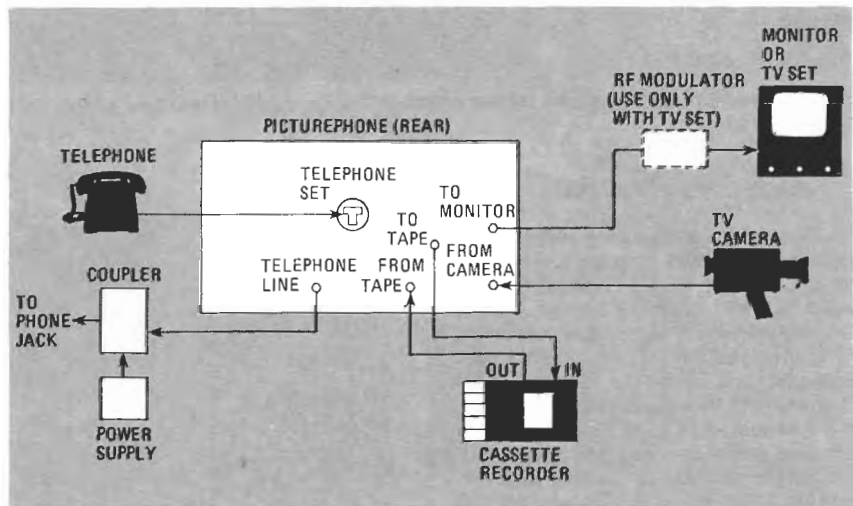 MONITOR
OR
TV SET
RF MODULATOR
(USE ONLY
WITH TV SET)
PICTUREPHONE (REAR)
TELEPHONE
TELEPHONE
SET
TO
MONITOR
TO
TAPE
FROM
CAMERA
TV
CAMERA
TELEPHONE
LINE
FROM
TAPE
COUPLER
TO
PHONE
JACK
POWER
SUPPLY
OUT
IN
CASSETTE
RECORDER